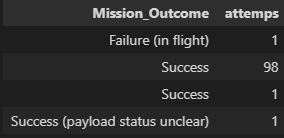 Mission_Outcome attemps
Failure (in flight) 1
Success 98
Success 1
Success (payload status unclear) 1